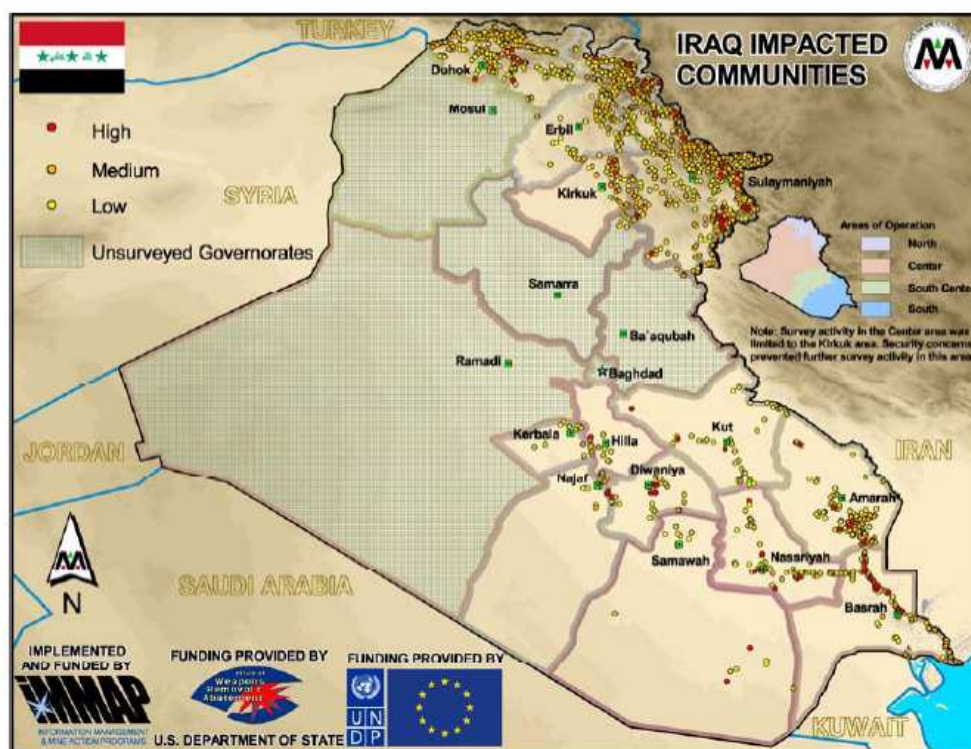 TURKEY
IRAQ IMPACTED
COMMUNITIES
Duhok
Mosul
High
Medium
Low
Unsurveyed Governorates
SYRIA
Erbil
Kirkuk
Sulaymaniyah
Areas of Operation
North
Center
South Center
South
Note: Survey activity in the Center area was
limited to the Kirkuk area. Security concerns
prevented further survey activity in this area
Samarra
Ba'aqubah
Ramadi
Baghdad
JORDAN
Kerbala
Hilla
Kut
IRAN
Najaf
Diwaniya
Amarah
Samawah
Nassriyah
Basrah
SAUDI ARABIA
N
KUWAIT
IMPLEMENTED
AND FUNDED BY
iMMAP
INFORMATION MANAGEMENT
& MINE ACTION PROGRAMS
FUNDING PROVIDED BY
Weapons
Removal &
Abatement
U.S. DEPARTMENT OF STATE
FUNDING PROVIDED BY
UN
DP